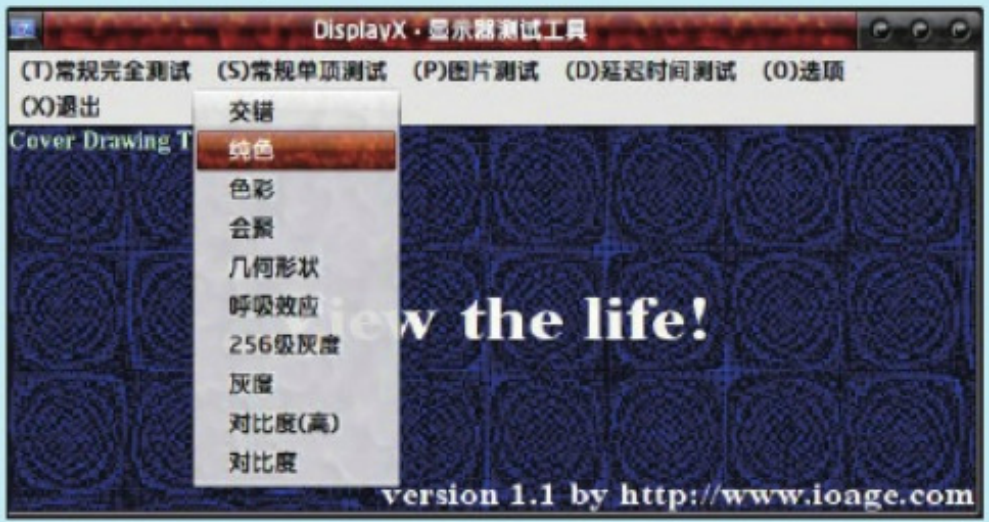 DisplayX · 显示器测试工具
(T)常规完全测试 (S)常规单项测试 (P)图片测试 (D)延迟时间测试 (O)选项
(X)退出
Cover Drawing T
交错
纯色
色彩
会聚
几何形状
呼吸效应
256级灰度
灰度
对比度(高)
对比度
View the life!
version 1.1 by http://www.ioage.com